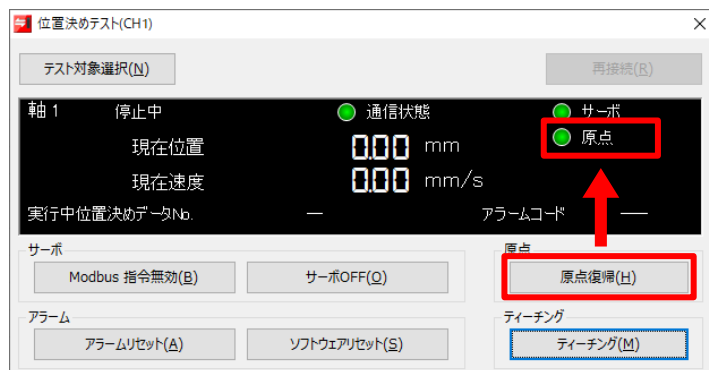 位置決めテスト(CH1)
テスト対象選択(N) 再接続(R)
軸1 停止中 通信状態 サーボ
原点
現在位置 0.00 mm
現在速度 0.00 mm/s
実行中位置決めデータNo. — アラームコード ——
サーボ 原点
Modbus 指令無効(B) サーボOFF(O) 原点復帰(H)
アラーム ティーチング
アラームリセット(A) ソフトウェアリセット(S) ティーチング(M)